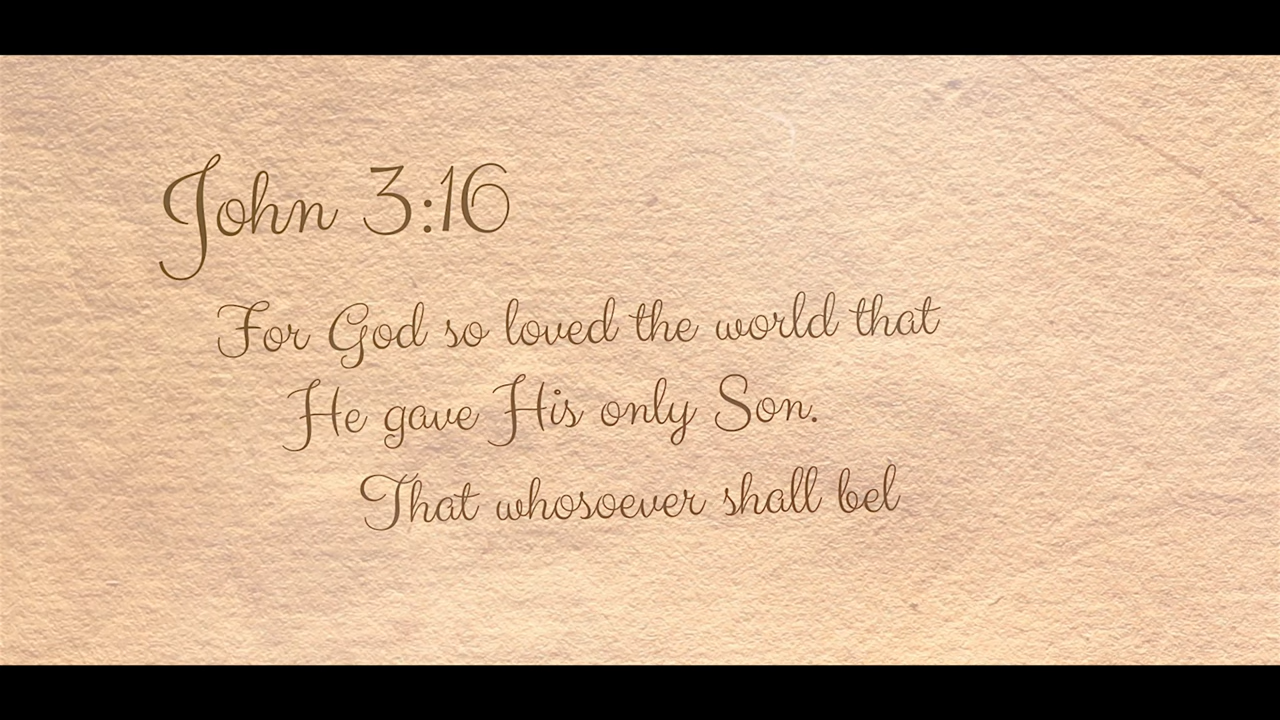 John 3:16
For God so loved the world that
He gave His only Son.
That whosoever shall bel